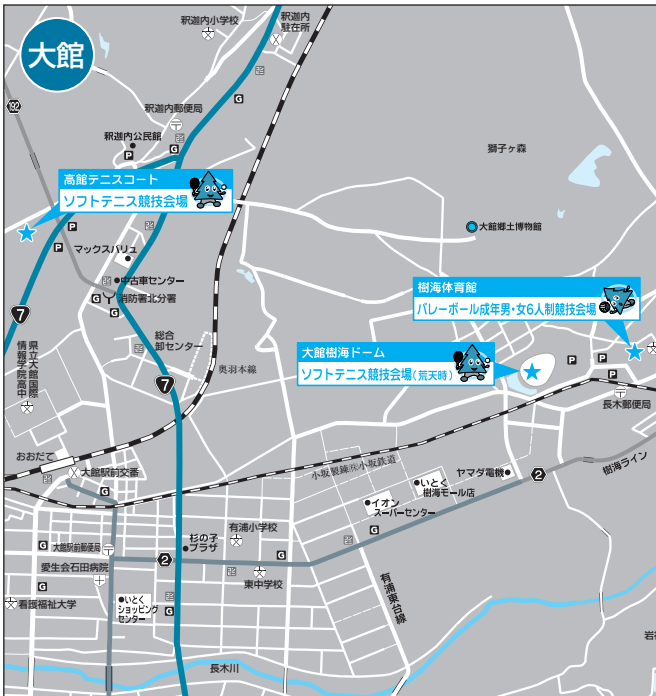 大館
釈迦内小学校
釈迦内
駐在所
釈迦内郵便局
釈迦内公民館
192
G
P
G
獅子ヶ森
高館テニスコート
ソフトテニス競技会場
P
P
マックスバリュ
大館郷土博物館
中古車センター
G
消防署北分署
G
樹海体育館
バレーボール成年男・女6人制競技会場
7
総合
卸センター
奥羽本線
大館樹海ドーム
ソフトテニス競技会場(荒天時)
P
P
P
7
県立大館国際
情報学院高中
長木郵便局
おおだて
大館駅前交番
G
小坂製錬㈱小坂鉄道
ヤマダ電機
2
樹海ライン
いとく
樹海モール店
イオン
スーパーセンター
G
有浦小学校
杉の子
プラザ
G
大館駅前郵便局
2
G
愛生会石田病院
東中学校
G
いとく
ショッピング
センター
G
看護福祉大学
有浦東台線
長木川
岩